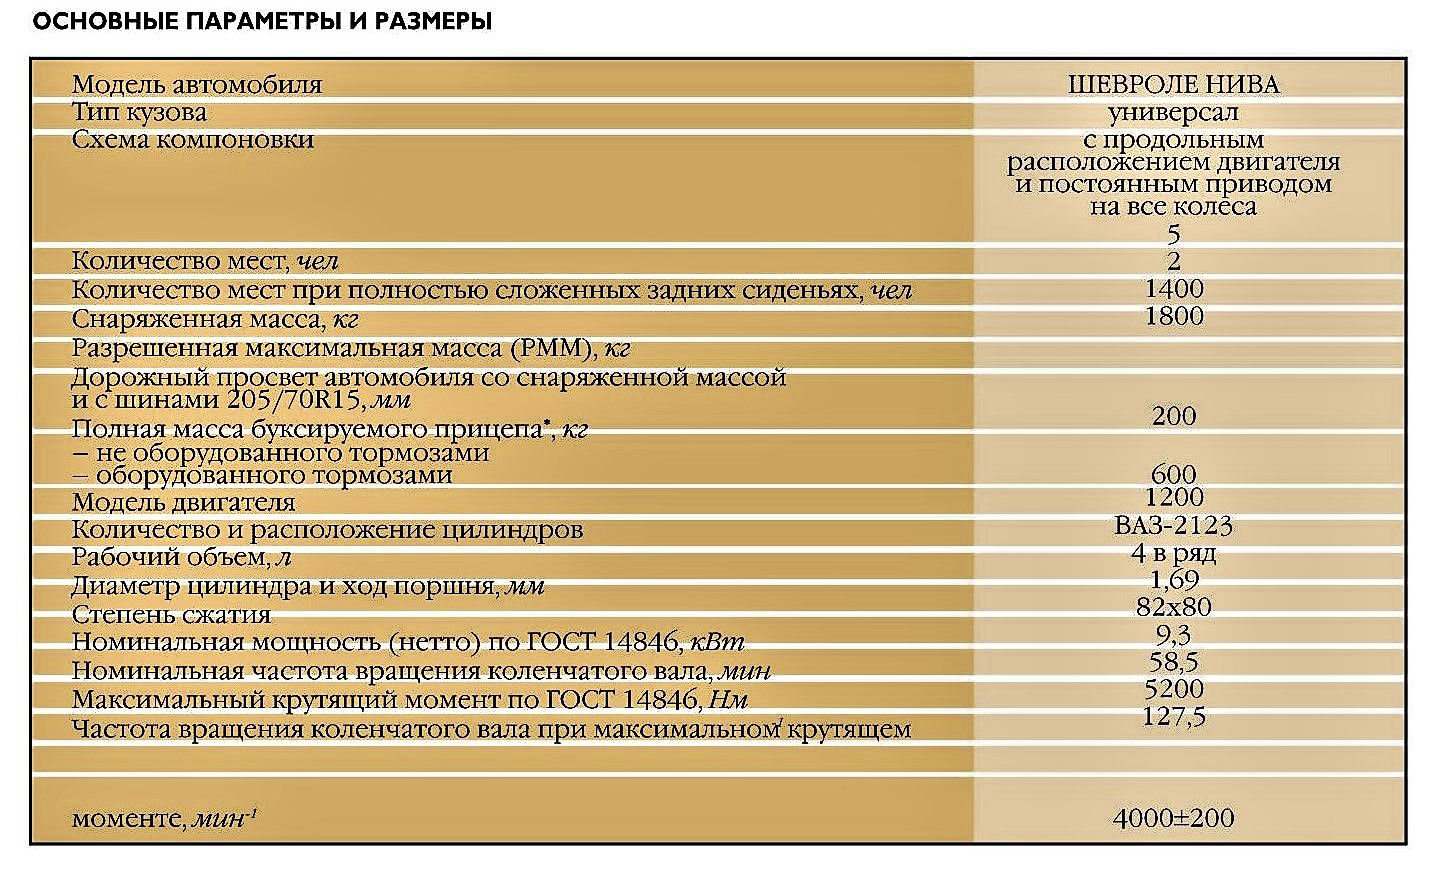 ОСНОВНЫЕ ПАРАМЕТРЫ И РАЗМЕРЫ
Модель автомобиля ШЕВРОЛЕ НИВА
Тип кузова универсал
Схема компоновки с продольным
расположением двигателя
и постоянным приводом
на все колеса
5
Количество мест, чел 2
Количество мест при полностью сложенных задних сиденьях, чел 1400
Снаряженная масса, кг 1800
Разрешенная максимальная масса (РММ), кг
Дорожный просвет автомобиля со снаряженной массой
и с шинами 205/70R15, мм
200
Полная масса буксируемого прицепа*, кг
– не оборудованного тормозами
– оборудованного тормозами 600
Модель двигателя 1200
Количество и расположение цилиндров ВАЗ-2123
Рабочий объем, л 4 в ряд
Диаметр цилиндра и ход поршня, мм 1,69
Степень сжатия 82x80
Номинальная мощность (нетто) по ГОСТ 14846, кВт 9,3
Номинальная частота вращения коленчатого вала, мин 58,5
Максимальный крутящий момент по ГОСТ 14846, Нм 5200
Частота вращения коленчатого вала при максимальном крутящем 127,5
моменте, мин-1 4000±200